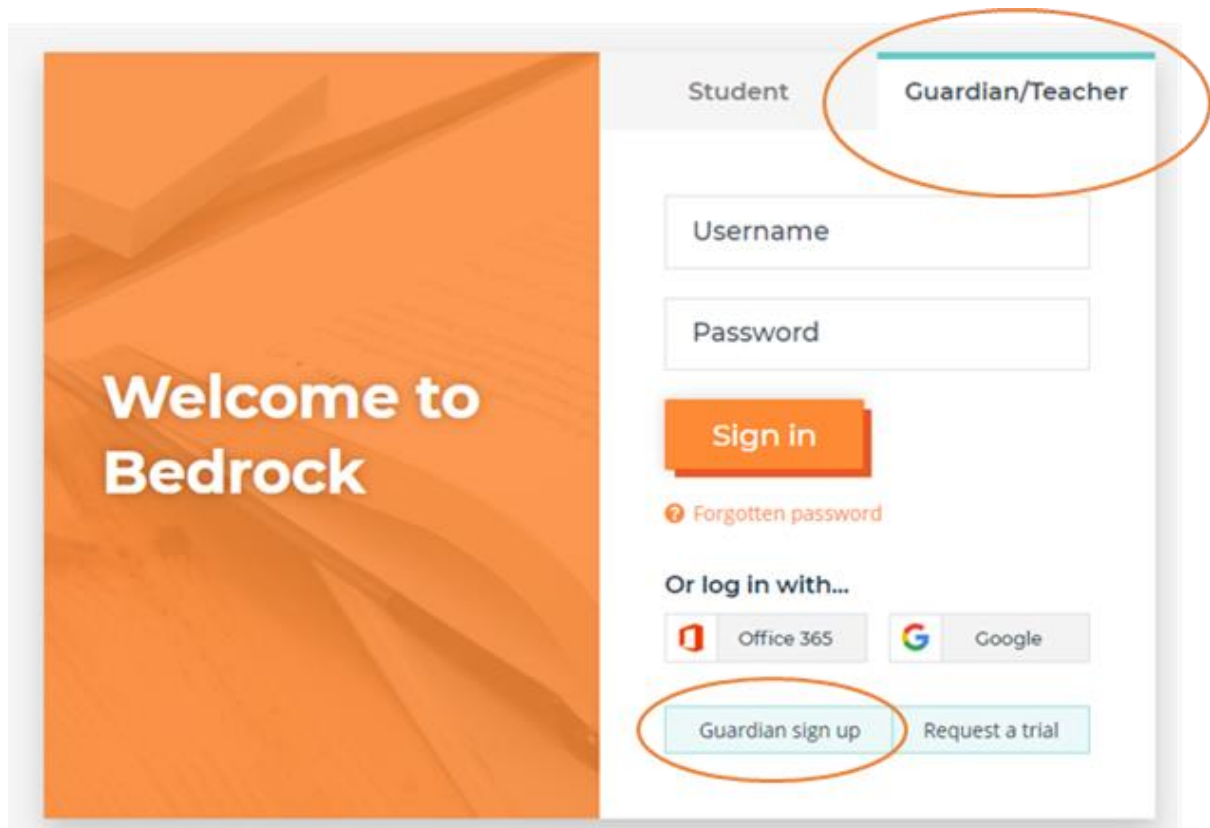 Student
Guardian/Teacher
Username
Password
Welcome to
Bedrock
Sign in
Forgotten password
Or log in with...
Office 365
Google
Guardian sign up
Request a trial